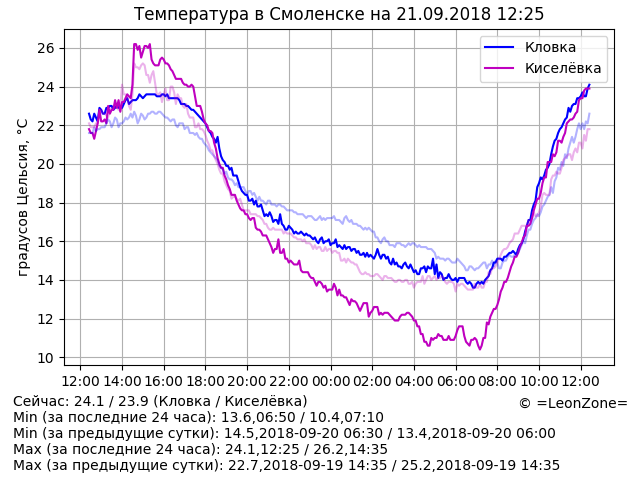 Температура в Смоленске на 21.09.2018 12:25
Кловка
Киселёвка
градусов Цельсия, °C
26
24
22
20
18
16
14
12
10
12:00 14:00 16:00 18:00 20:00 22:00 00:00 02:00 04:00 06:00 08:00 10:00 12:00
Сейчас: 24.1 / 23.9 (Кловка / Киселёвка)
© =LeonZone=
Min (за последние 24 часа): 13.6,06:50 / 10.4,07:10
Min (за предыдущие сутки): 14.5,2018-09-20 06:30 / 13.4,2018-09-20 06:00
Max (за последние 24 часа): 24.1,12:25 / 26.2,14:35
Max (за предыдущие сутки): 22.7,2018-09-19 14:35 / 25.2,2018-09-19 14:35